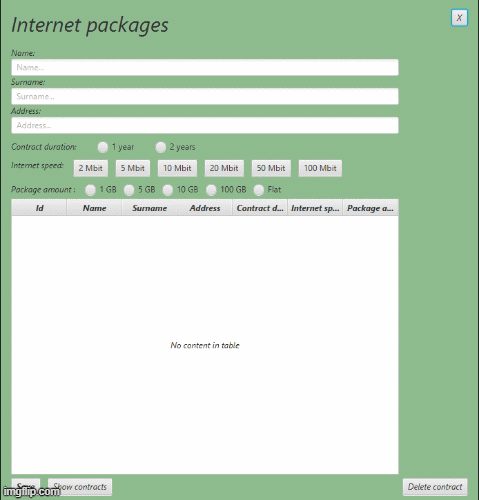 Internet packages
X
Name:
Name...
Surname:
Surname...
Address:
Address...
Contract duration: 1 year 2 years
Internet speed: 2 Mbit 5 Mbit 10 Mbit 20 Mbit 50 Mbit 100 Mbit
Package amount : 1 GB 5 GB 10 GB 100 GB Flat
Id Name Surname Address Contract d... Internet sp... Package a...
No content in table
Show contracts Delete contract
imgflip.com